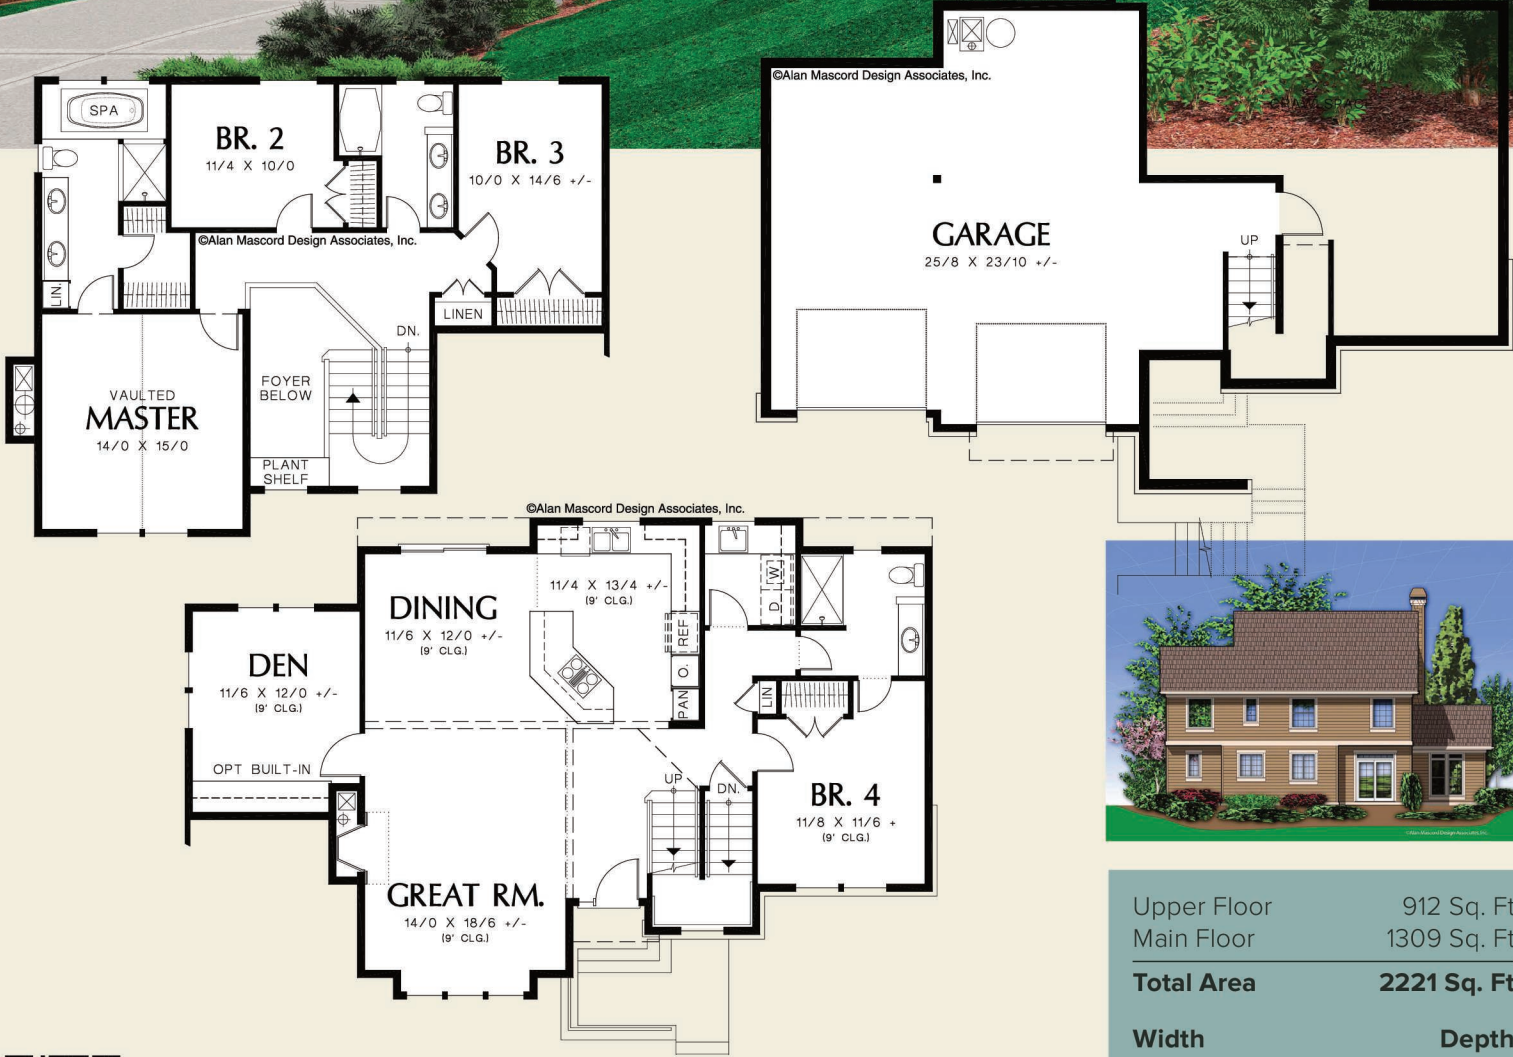 SPA
BR. 2
11/4 X 10/0
BR. 3
10/0 X 14/6 +/-
©Alan Mascord Design Associates, Inc.
LIN.
LINEN
DN.
FOYER
BELOW
VAULTED
MASTER
14/0 X 15/0
PLANT
SHELF
©Alan Mascord Design Associates, Inc.
GARAGE
25/8 X 23/10 +/-
UP
©Alan Mascord Design Associates, Inc.
11/4 X 13/4 +/-
(9' CLG.)
DINING
11/6 X 12/0 +/-
(9' CLG.)
REF
O.
PAN
W
D
LIN
DEN
11/6 X 12/0 +/-
(9' CLG.)
OPT BUILT-IN
UP
DN.
BR. 4
11/8 X 11/6 +
(9' CLG.)
GREAT RM.
14/0 X 18/6 +/-
(9' CLG.)
©Alan Mascord Design Associates, Inc.
Upper Floor 912 Sq. Ft
Main Floor 1309 Sq. Ft
Total Area 2221 Sq. Ft
Width Depth